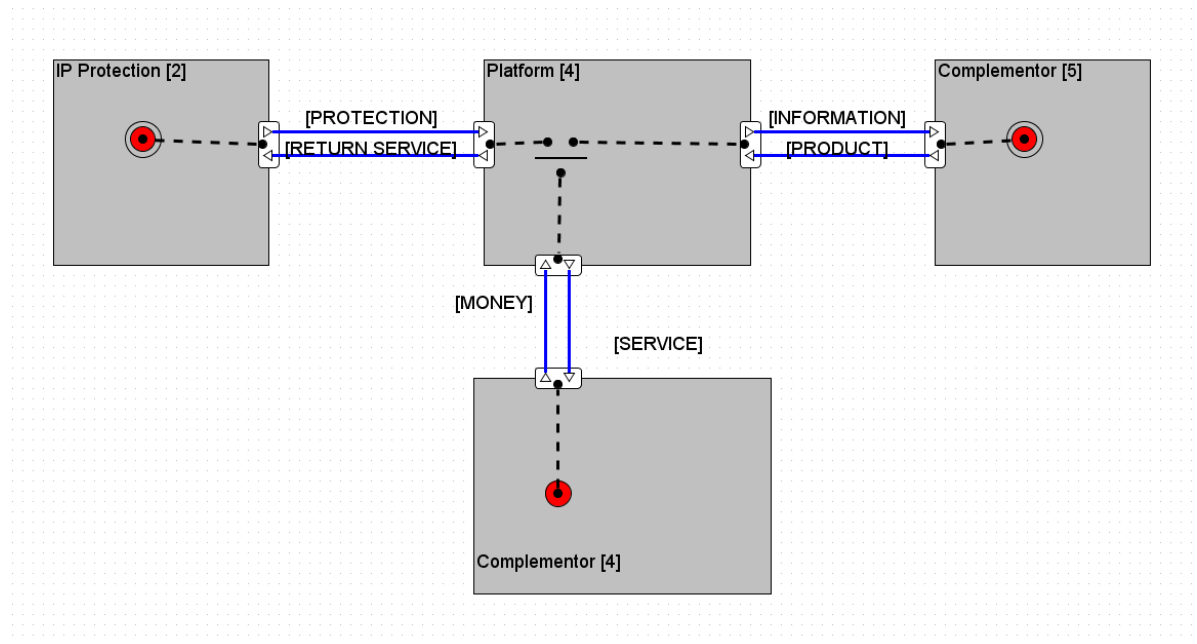 IP Protection [2]
Platform [4]
Complementor [5]
[PROTECTION]
[INFORMATION]
[RETURN SERVICE]
[PRODUCT]
[MONEY]
[SERVICE]
Complementor [4]